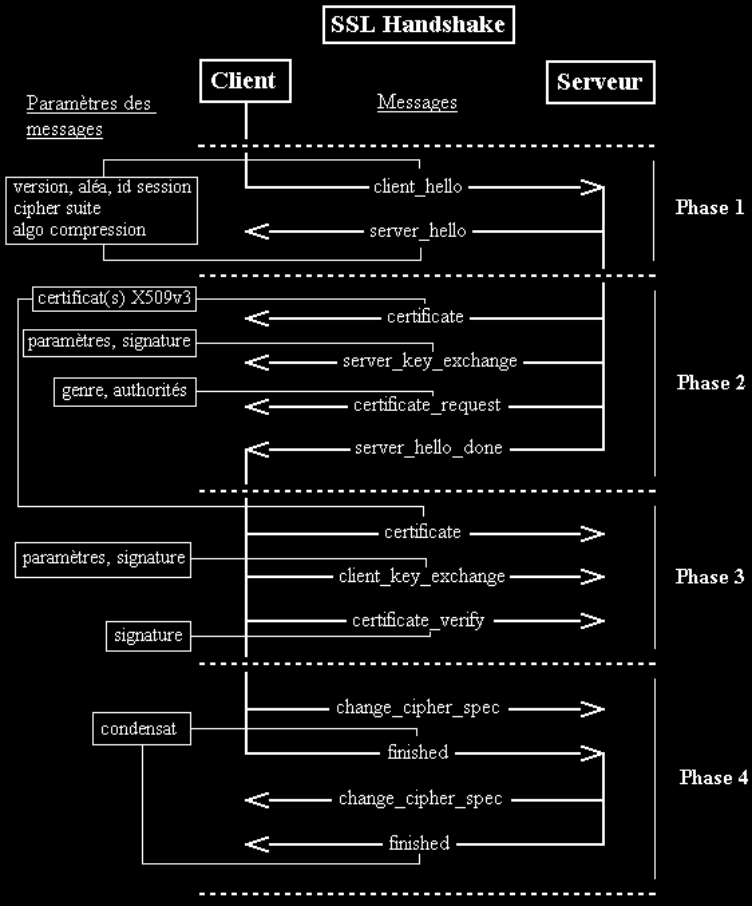 SSL Handshake
Client
Serveur
Paramètres des
messages
Messages
version, aléa, id session
cipher suite
algo compression
client_hello
server_hello
Phase 1
certificat(s) X509v3
certificate
paramètres, signature
server_key_exchange
genre, authorités
certificate_request
server_hello_done
Phase 2
certificate
paramètres, signature
client_key_exchange
certificate_verify
signature
Phase 3
change_cipher_spec
condensat
finished
change_cipher_spec
finished
Phase 4